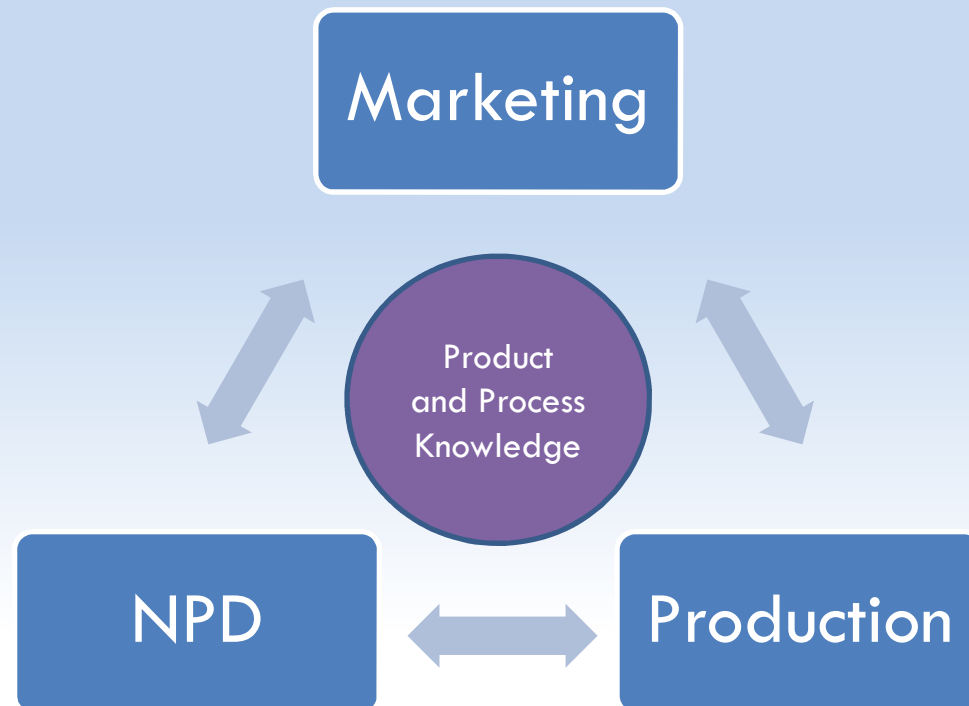 Marketing
Product
and Process
Knowledge
NPD
Production